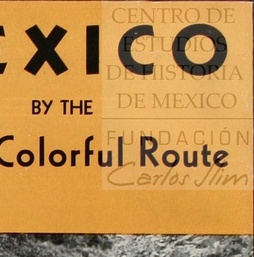 EXICO
BY THE
Colorful Route
CENTRO DE
ESTUDIOS
DE HISTORIA
DE MEXICO
FUNDACIÓN
Carlos Slim